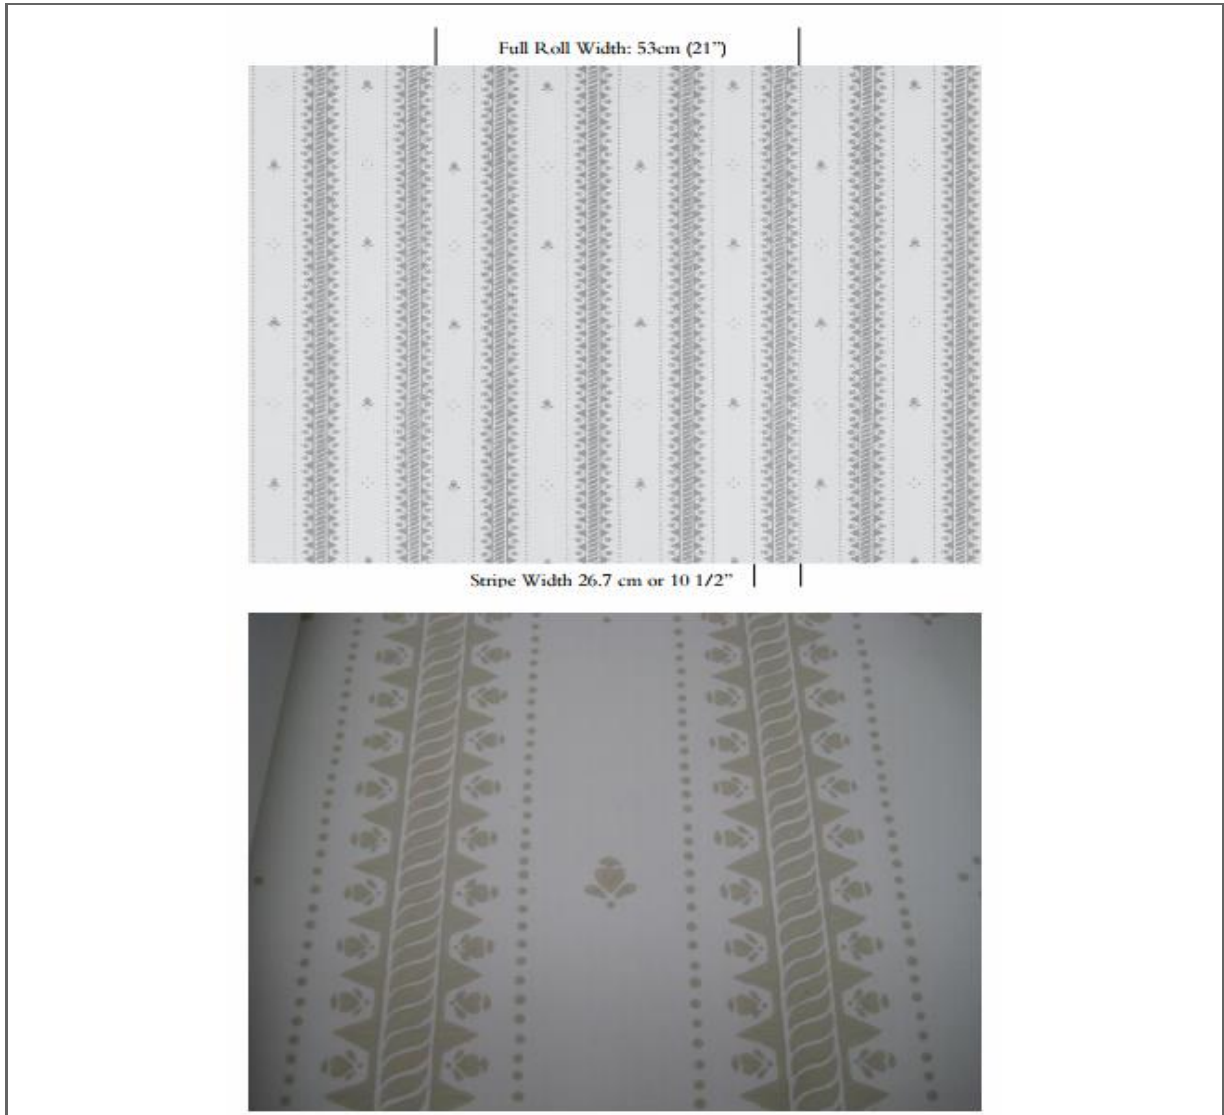 Full Roll Width: 53cm (21”)
Stripe Width 26.7 cm or 10 1/2”